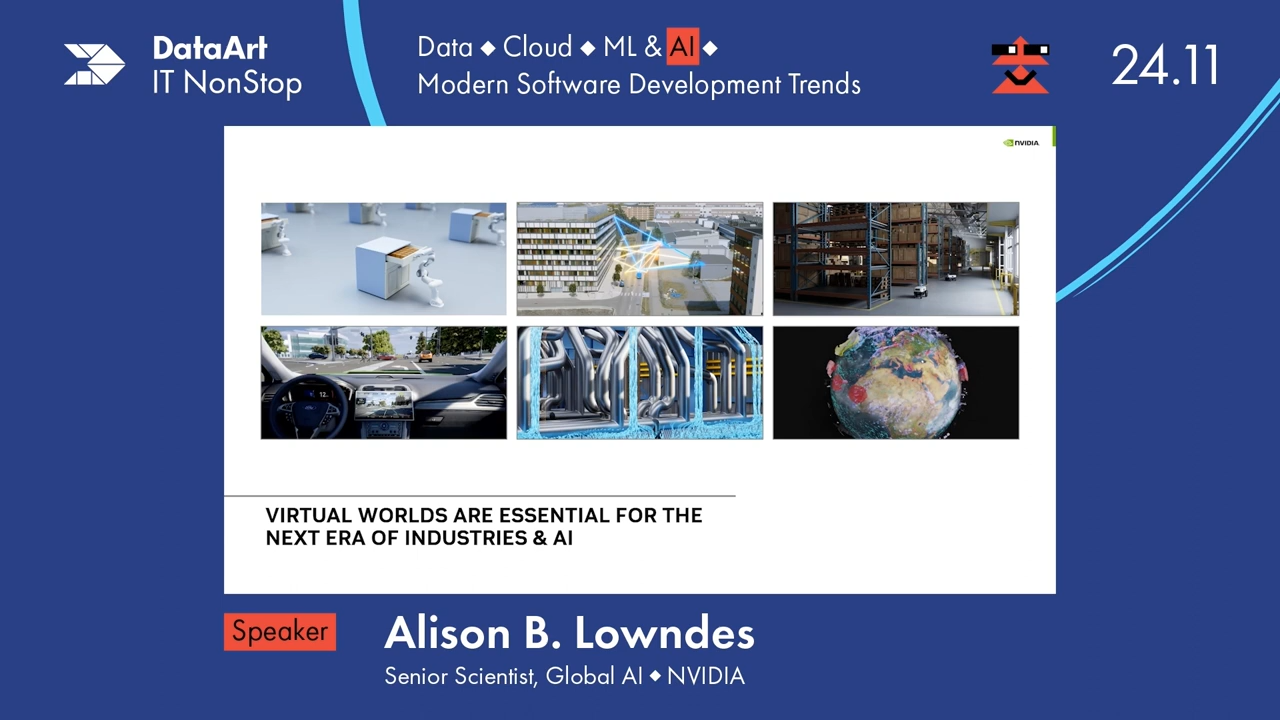 DataArt
IT NonStop
Data ◆ Cloud ◆ ML & AI ◆
Modern Software Development Trends
24.11
NVIDIA
VIRTUAL WORLDS ARE ESSENTIAL FOR THE
NEXT ERA OF INDUSTRIES & AI
Speaker
Alison B. Lowndes
Senior Scientist, Global AI ◆ NVIDIA